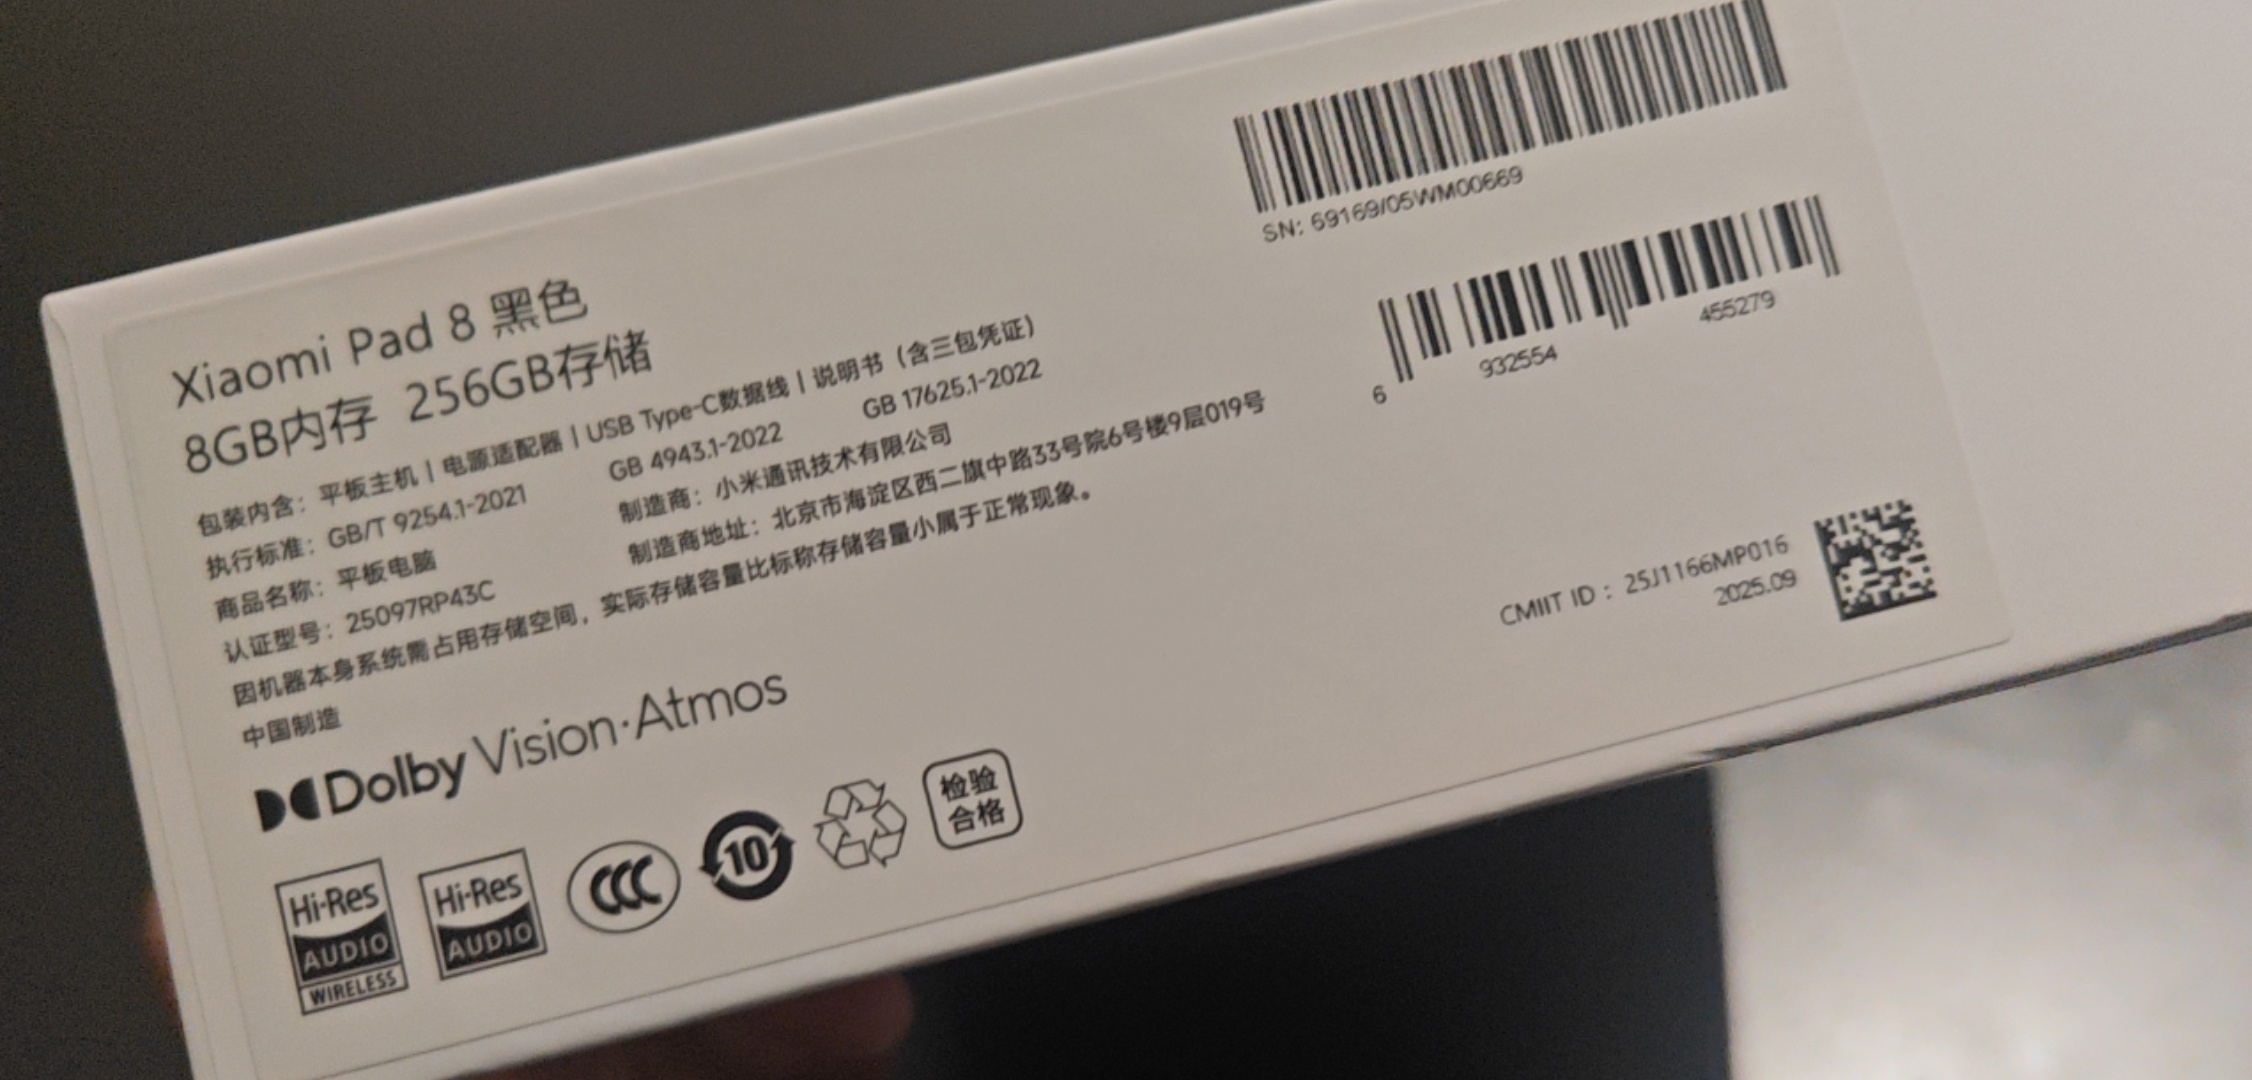 Xiaomi Pad 8 黑色
8GB内存 256GB存储
包装内含：平板主机 | 电源适配器 | USB Type-C数据线 | 说明书（含三包凭证）
执行标准：GB/T 9254.1-2021 GB 4943.1-2022 GB 17625.1-2022
商品名称：平板电脑 制造商：小米通讯技术有限公司
认证型号：25097RP43C 制造商地址：北京市海淀区西二旗中路33号院6号楼9层019号
因机器本身系统需占用存储空间，实际存储容量比标称存储容量小属于正常现象。
中国制造
Dolby Vision·Atmos
Hi-Res AUDIO WIRELESS
Hi-Res AUDIO
CCC
10
检验
合格
SN: 69169/05WM00669
6 932554 455279
CMIIT ID：25J1166MP016
2025.09